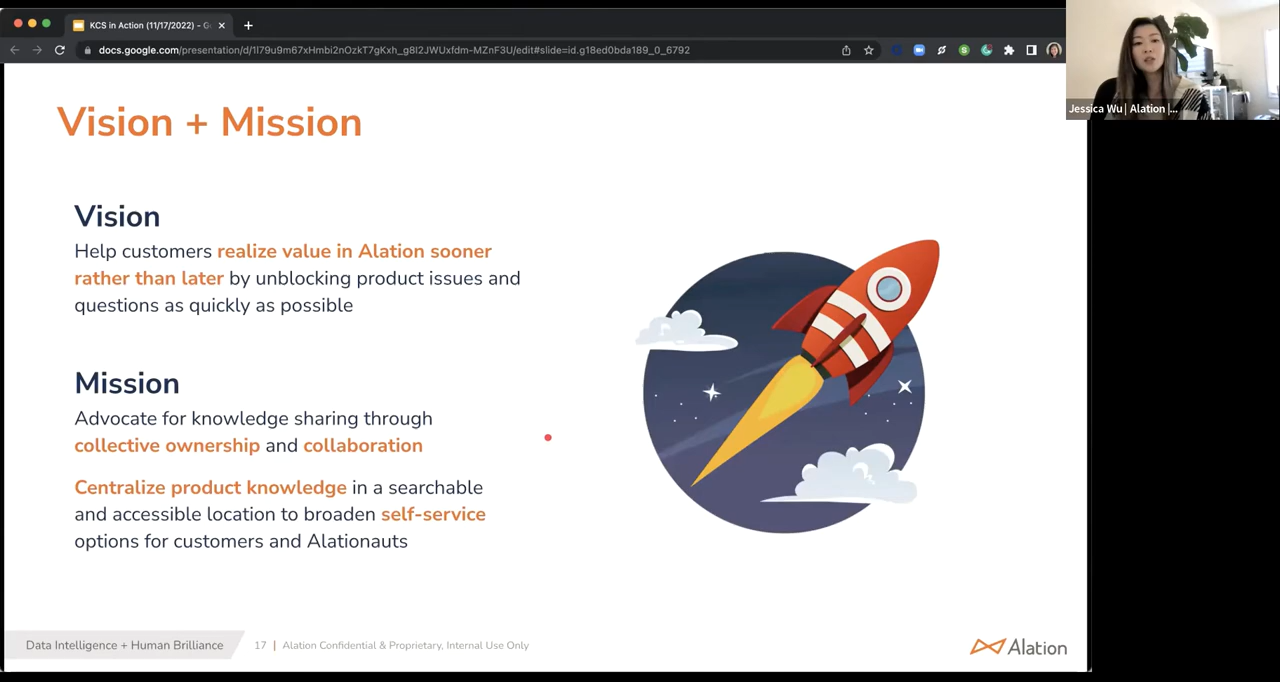 KCS in Action (11/17/2022) - G
docs.google.com/presentation/d/1l79u9m67xHmbi2nOzkT7gKxh_g8I2JWUxfdm-MZnF3U/edit#slide=id.g18ed0bda189_0_6792
Jessica Wu | Alation |...
Vision + Mission
Vision
Help customers realize value in Alation sooner
rather than later by unblocking product issues and
questions as quickly as possible
Mission
Advocate for knowledge sharing through
collective ownership and collaboration
Centralize product knowledge in a searchable
and accessible location to broaden self-service
options for customers and Alationauts
Data Intelligence + Human Brilliance
17 | Alation Confidential & Proprietary, Internal Use Only
Alation